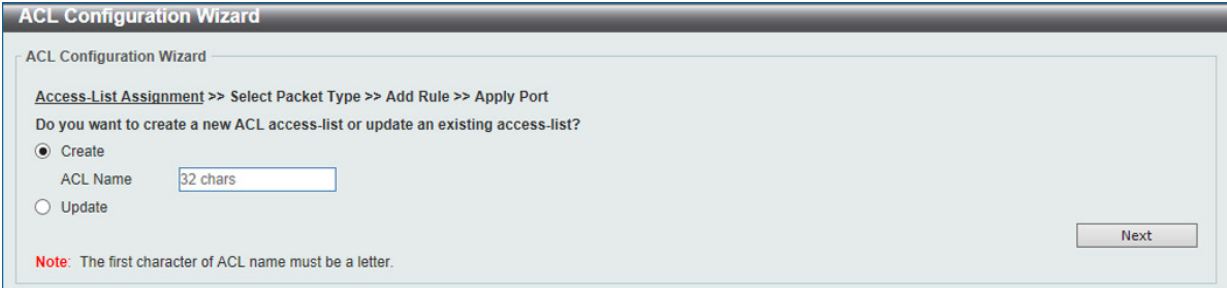 ACL Configuration Wizard
ACL Configuration Wizard
Access-List Assignment >> Select Packet Type >> Add Rule >> Apply Port
Do you want to create a new ACL access-list or update an existing access-list?
Create
ACL Name 32 chars
Update
Next
Note: The first character of ACL name must be a letter.